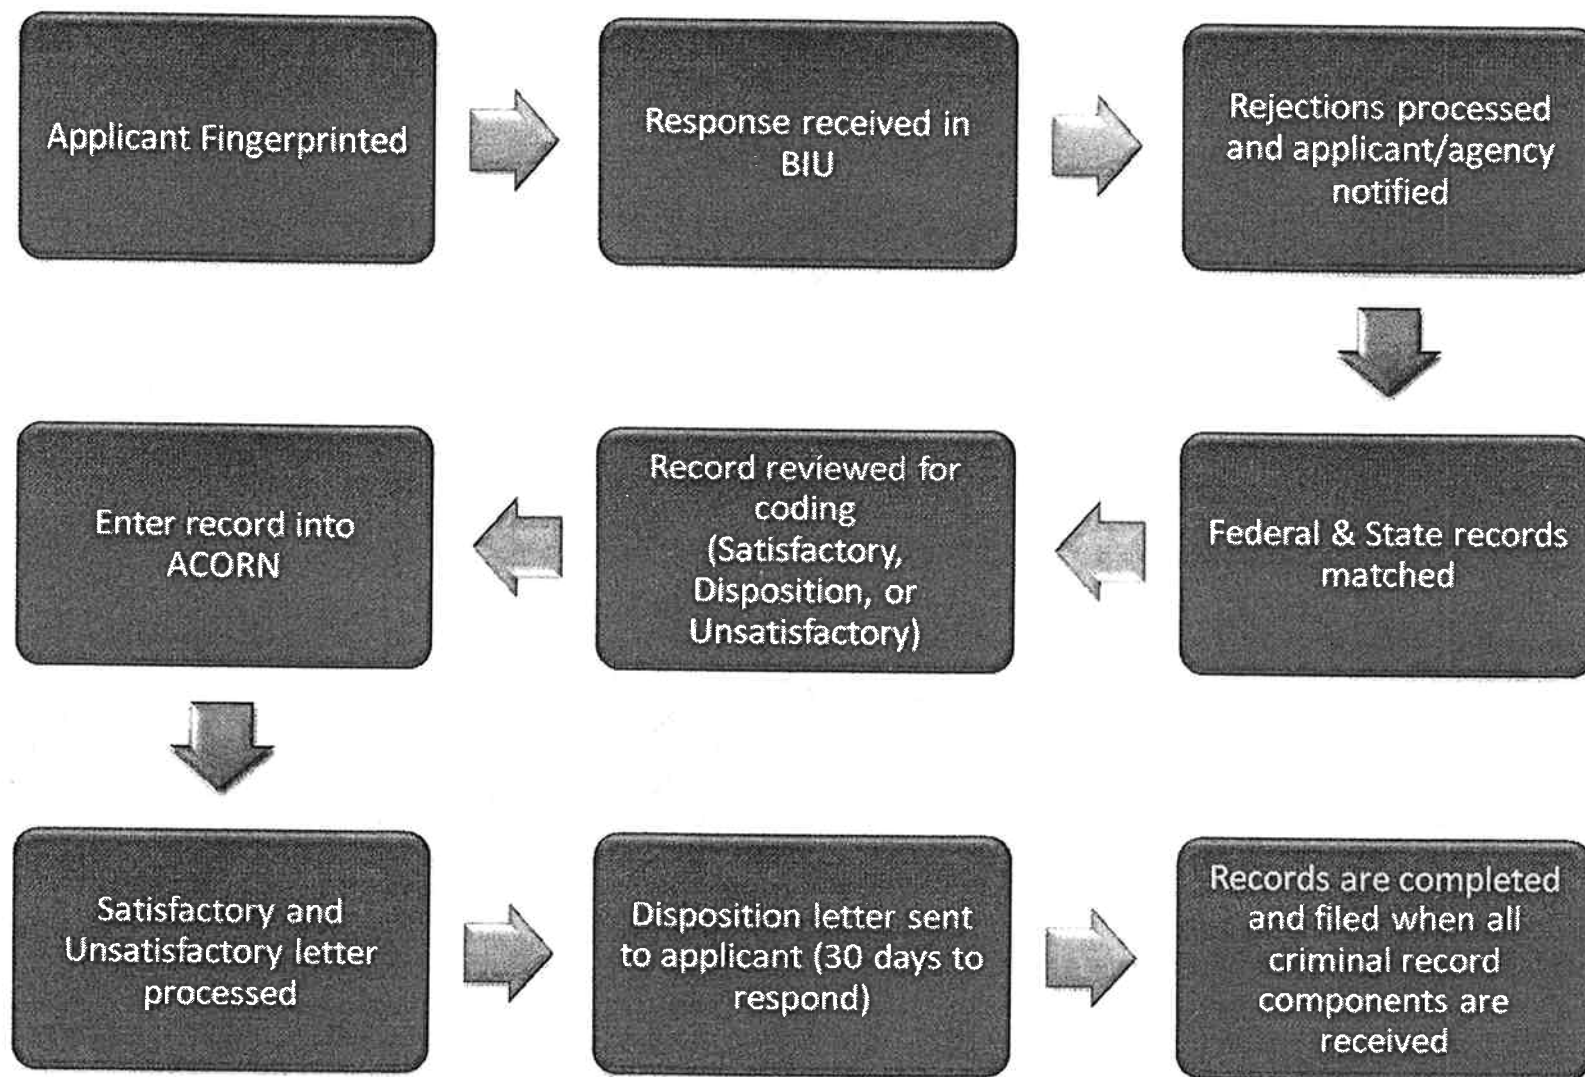 Applicant Fingerprinted
Response received in
BIU
Rejections processed
and applicant/agency
notified
Federal & State records
matched
Record reviewed for
coding
(Satisfactory,
Disposition, or
Unsatisfactory)
Enter record into
ACORN
Satisfactory and
Unsatisfactory letter
processed
Disposition letter sent
to applicant (30 days to
respond)
Records are completed
and filed when all
criminal record
components are
received